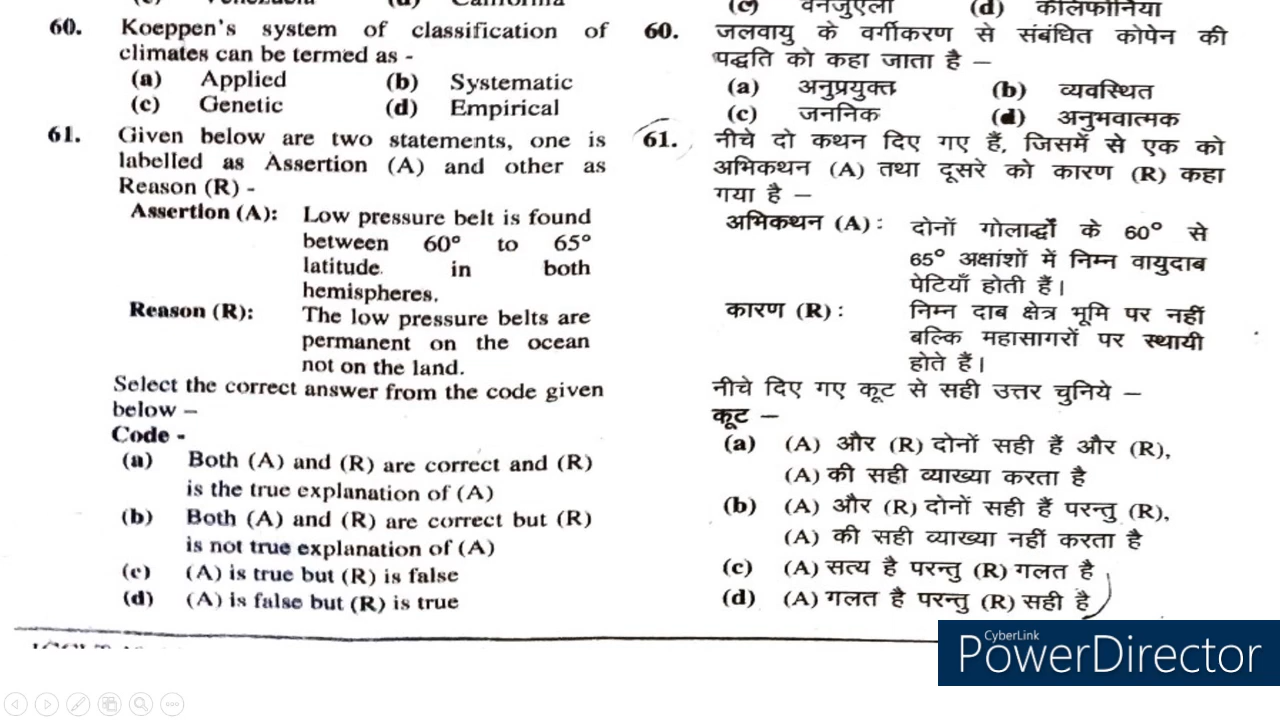 60. Koeppen's system of classification of
climates can be termed as -
(a) Applied (b) Systematic
(c) Genetic (d) Empirical
61. Given below are two statements, one is
labelled as Assertion (A) and other as
Reason (R) -
Assertion (A): Low pressure belt is found
between 60° to 65°
latitude in both
hemispheres.
Reason (R): The low pressure belts are
permanent on the ocean
not on the land.
Select the correct answer from the code given
below –
Code -
(a) Both (A) and (R) are correct and (R)
is the true explanation of (A)
(b) Both (A) and (R) are correct but (R)
is not true explanation of (A)
(c) (A) is true but (R) is false
(d) (A) is false but (R) is true
(c) वेनेजुएला (d) कैलिफोर्निया
60. जलवायु के वर्गीकरण से संबंधित कोपेन की
पद्धति को कहा जाता है –
(a) अनुप्रयुक्त (b) व्यवस्थित
(c) जननिक (d) अनुभवात्मक
61. नीचे दो कथन दिए गए हैं, जिसमें से एक को
अभिकथन (A) तथा दूसरे को कारण (R) कहा
गया है –
अभिकथन (A) : दोनों गोलार्द्धों के 60° से
65° अक्षांशों में निम्न वायुदाब
पेटियाँ होती हैं।
कारण (R) : निम्न दाब क्षेत्र भूमि पर नहीं
बल्कि महासागरों पर स्थायी
होते हैं।
नीचे दिए गए कूट से सही उत्तर चुनिये –
कूट –
(a) (A) और (R) दोनों सही हैं और (R),
(A) की सही व्याख्या करता है
(b) (A) और (R) दोनों सही हैं परन्तु (R),
(A) की सही व्याख्या नहीं करता है
(c) (A) सत्य है परन्तु (R) गलत है
(d) (A) गलत है परन्तु (R) सही है
CyberLink
PowerDirector